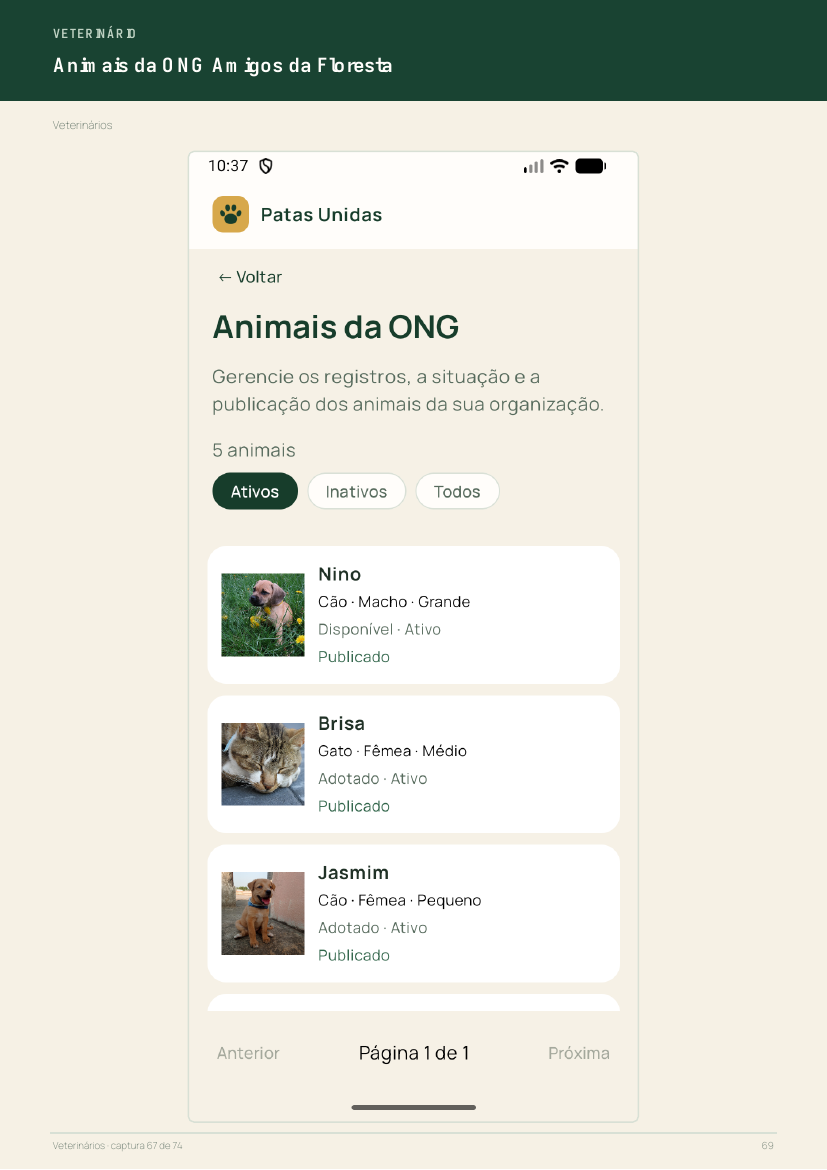 VETERINÁRIO
Animais da ONG Amigos da Floresta
Veterinários
10:37
Patas Unidas
← Voltar
Animais da ONG
Gerencie os registros, a situação e a
publicação dos animais da sua organização.
5 animais
Ativos Inativos Todos
Nino
Cão · Macho · Grande
Disponível · Ativo
Publicado
Brisa
Gato · Fêmea · Médio
Adotado · Ativo
Publicado
Jasmim
Cão · Fêmea · Pequeno
Adotado · Ativo
Publicado
Anterior Página 1 de 1 Próxima
Veterinários · captura 67 de 74 69